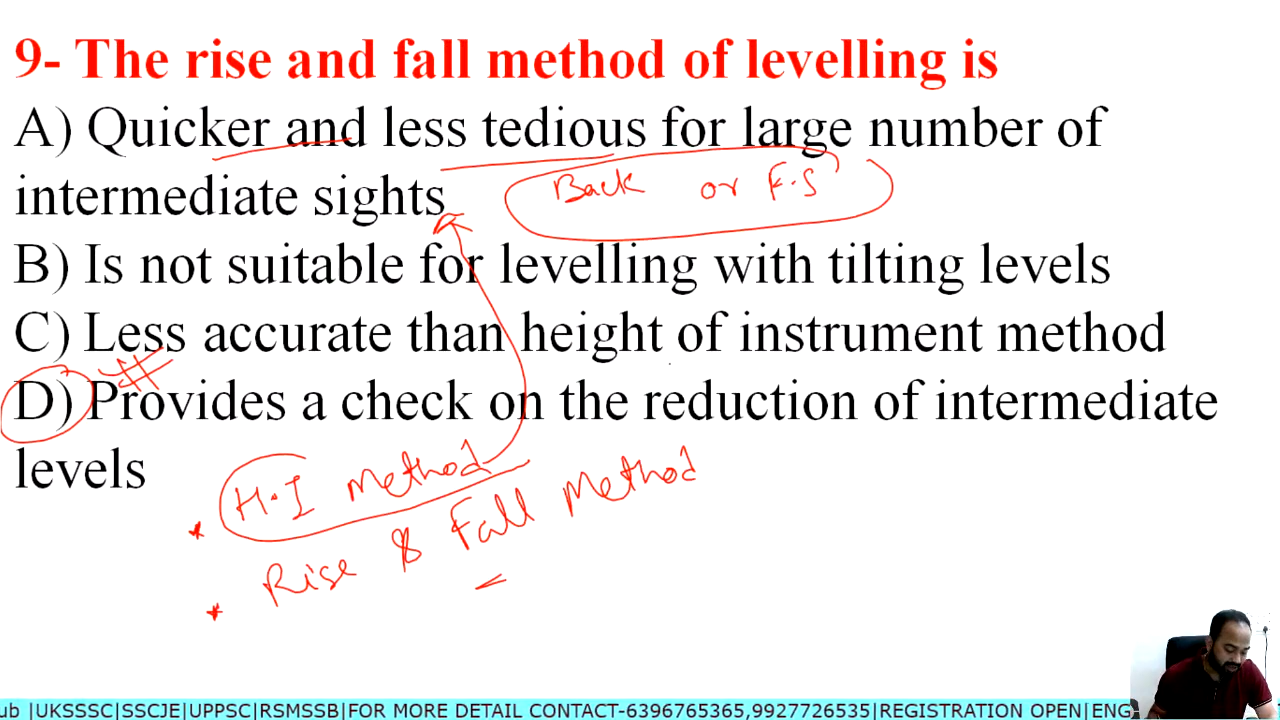 9- The rise and fall method of levelling is
A) Quicker and less tedious for large number of
intermediate sights
Back or F.S
B) Is not suitable for levelling with tilting levels
C) Less accurate than height of instrument method
D) Provides a check on the reduction of intermediate
levels
* H.I Method
* Rise & Fall Method
ub |UKSSSC|SSCJE|UPPSC|RSMSSB|FOR MORE DETAIL CONTACT-6396765365,9927726535|REGISTRATION OPEN|ENG